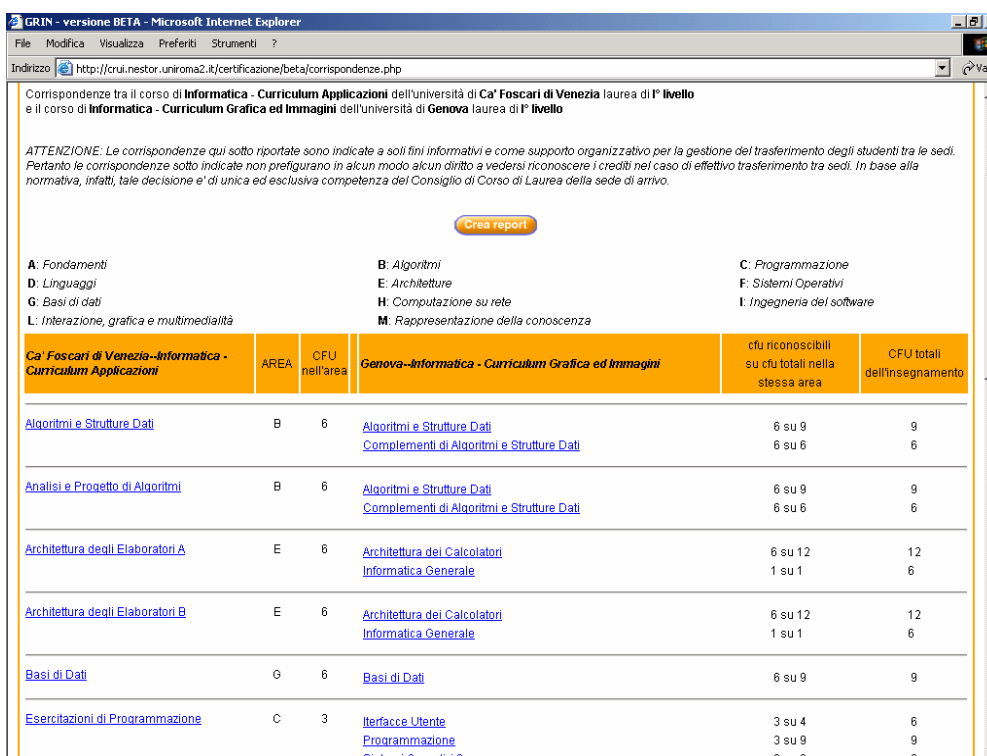 GRIN - versione BETA - Microsoft Internet Explorer
File Modifica Visualizza Preferiti Strumenti ?
Indirizzo http://crui.nestor.uniroma2.it/certificazione/beta/corrispondenze.php
Corrispondenze tra il corso di Informatica - Curriculum Applicazioni dell'università di Ca' Foscari di Venezia laurea di I° livello
e il corso di Informatica - Curriculum Grafica ed Immagini dell'università di Genova laurea di I° livello
ATTENZIONE: Le corrispondenze qui sotto riportate sono indicate a soli fini informativi e come supporto organizzativo per la gestione del trasferimento degli studenti tra le sedi.
Pertanto le corrispondenze sotto indicate non prefigurano in alcun modo alcun diritto a vedersi riconoscere i crediti nel caso di effettivo trasferimento tra sedi. In base alla
normativa, infatti, tale decisione e' di unica ed esclusiva competenza del Consiglio di Corso di Laurea della sede di arrivo.
Crea report
A: Fondamenti B: Algoritmi C: Programmazione
D: Linguaggi E: Architetture F: Sistemi Operativi
G: Basi di dati H: Computazione su rete I: Ingegneria del software
L: Interazione, grafica e multimedialità M: Rappresentazione della conoscenza
Ca' Foscari di Venezia--Informatica -
Curriculum Applicazioni
AREA
CFU
nell'area
Genova--Informatica - Curriculum Grafica ed Immagini
cfu riconoscibili
su cfu totali nella
stessa area
CFU totali
dell'insegnamento
Algoritmi e Strutture Dati B 6 Algoritmi e Strutture Dati 6 su 9 9
Complementi di Algoritmi e Strutture Dati 6 su 6 6
Analisi e Progetto di Algoritmi B 6 Algoritmi e Strutture Dati 6 su 9 9
Complementi di Algoritmi e Strutture Dati 6 su 6 6
Architettura degli Elaboratori A E 6 Architettura dei Calcolatori 6 su 12 12
Informatica Generale 1 su 1 6
Architettura degli Elaboratori B E 6 Architettura dei Calcolatori 6 su 12 12
Informatica Generale 1 su 1 6
Basi di Dati G 6 Basi di Dati 6 su 9 9
Esercitazioni di Programmazione C 3 Iterfacce Utente 3 su 4 6
Programmazione 3 su 9 9